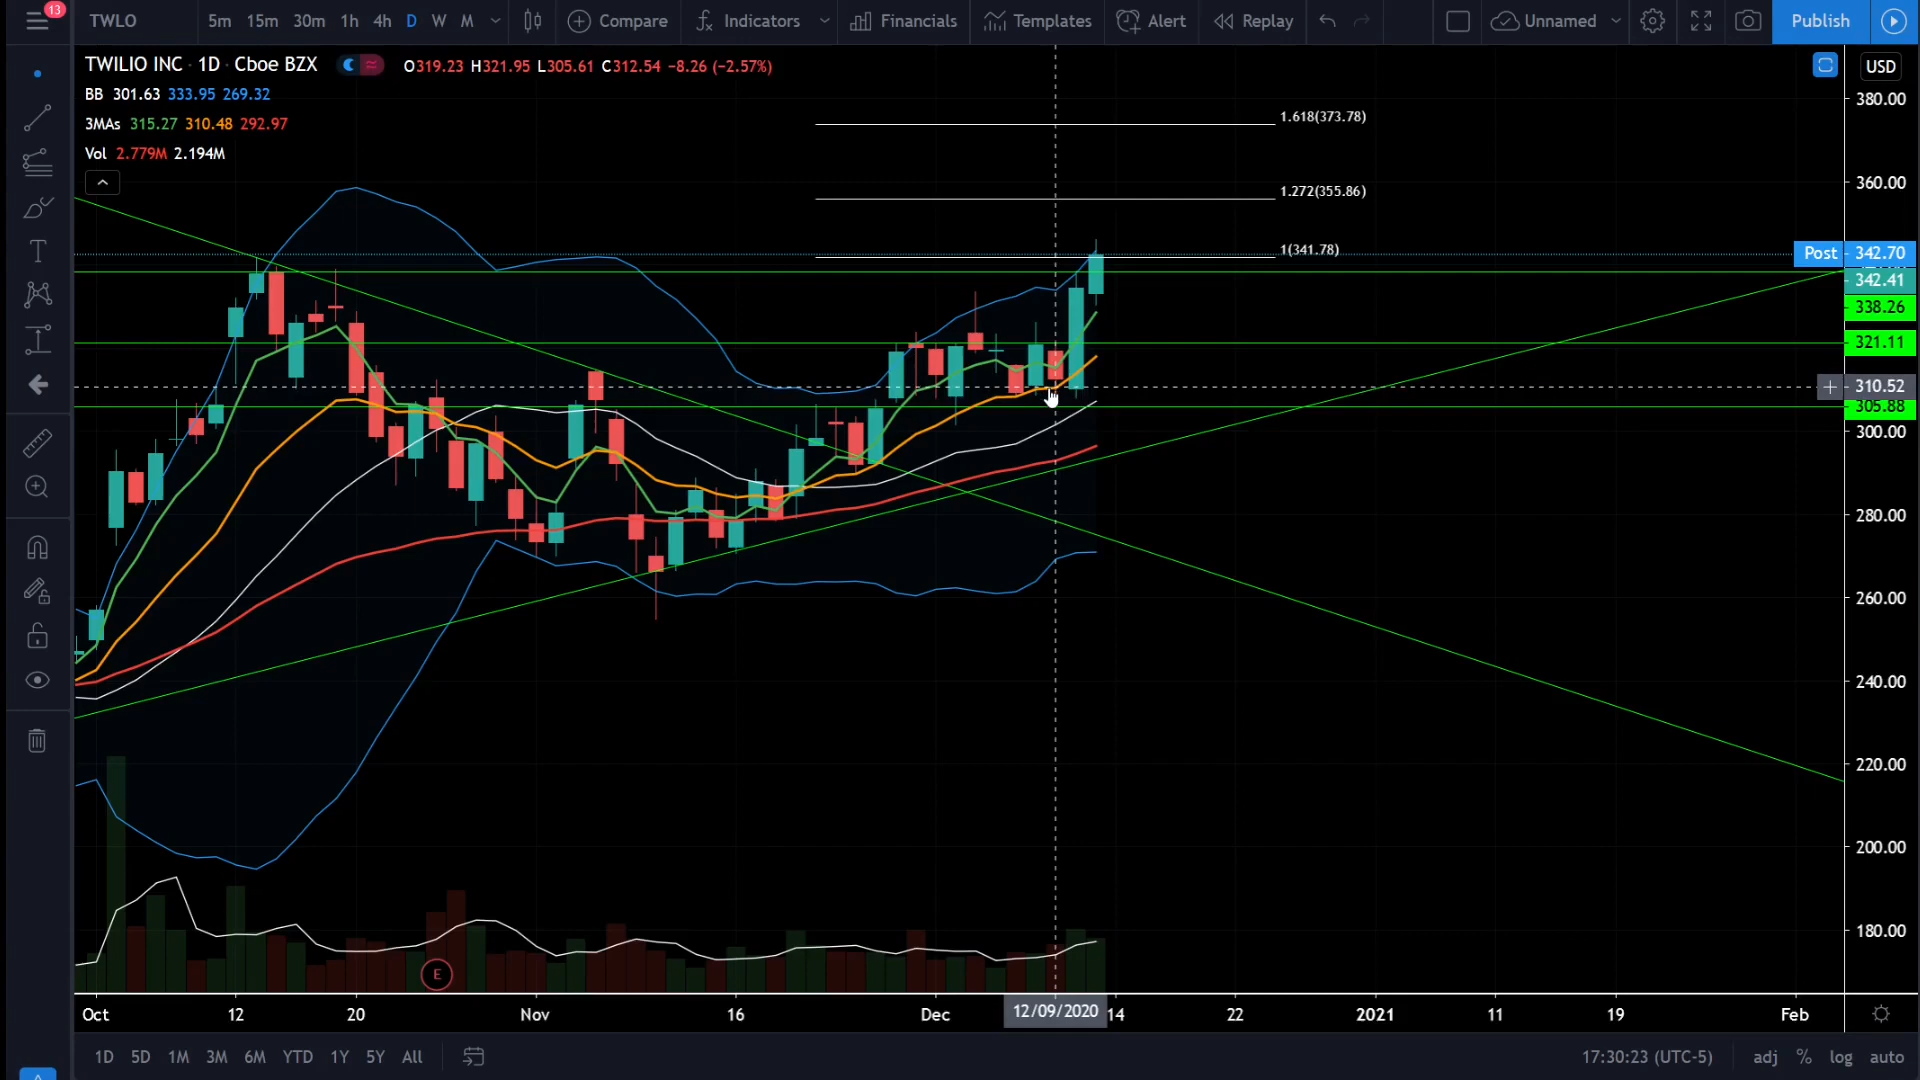 13
TWLO 5m 15m 30m 1h 4h D W M Compare Indicators Financials Templates Alert Replay Unnamed Publish
TWILIO INC · 1D · Cboe BZX O319.23 H321.95 L305.61 C312.54 −8.26 (−2.57%)
USD
BB 301.63 333.95 269.32
3MAs 315.27 310.48 292.97
Vol 2.779M 2.194M
1.618(373.78)
1.272(355.86)
1(341.78)
380.00
360.00
Post 342.70
342.41
338.26
321.11
310.52
305.88
300.00
280.00
260.00
240.00
220.00
200.00
180.00
E
Oct 12 20 Nov 16 Dec 12/09/2020 14 22 2021 11 19 Feb
1D 5D 1M 3M 6M YTD 1Y 5Y All 17:30:23 (UTC-5) adj % log auto